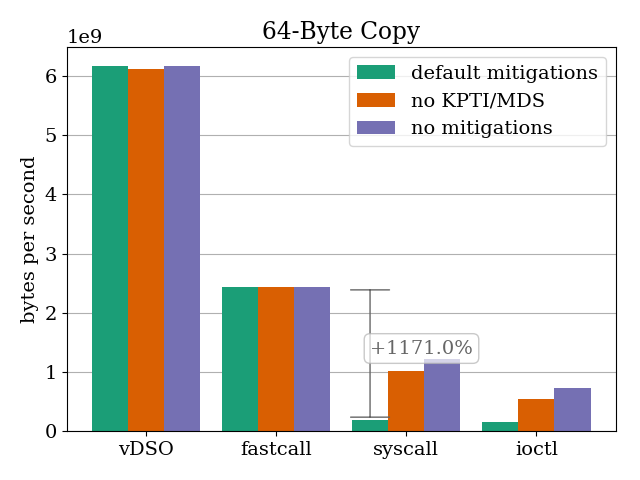 64-Byte Copy
1e9
default mitigations
no KPTI/MDS
no mitigations
bytes per second
6
5
4
3
2
1
0
+1171.0%
vDSO
fastcall
syscall
ioctl